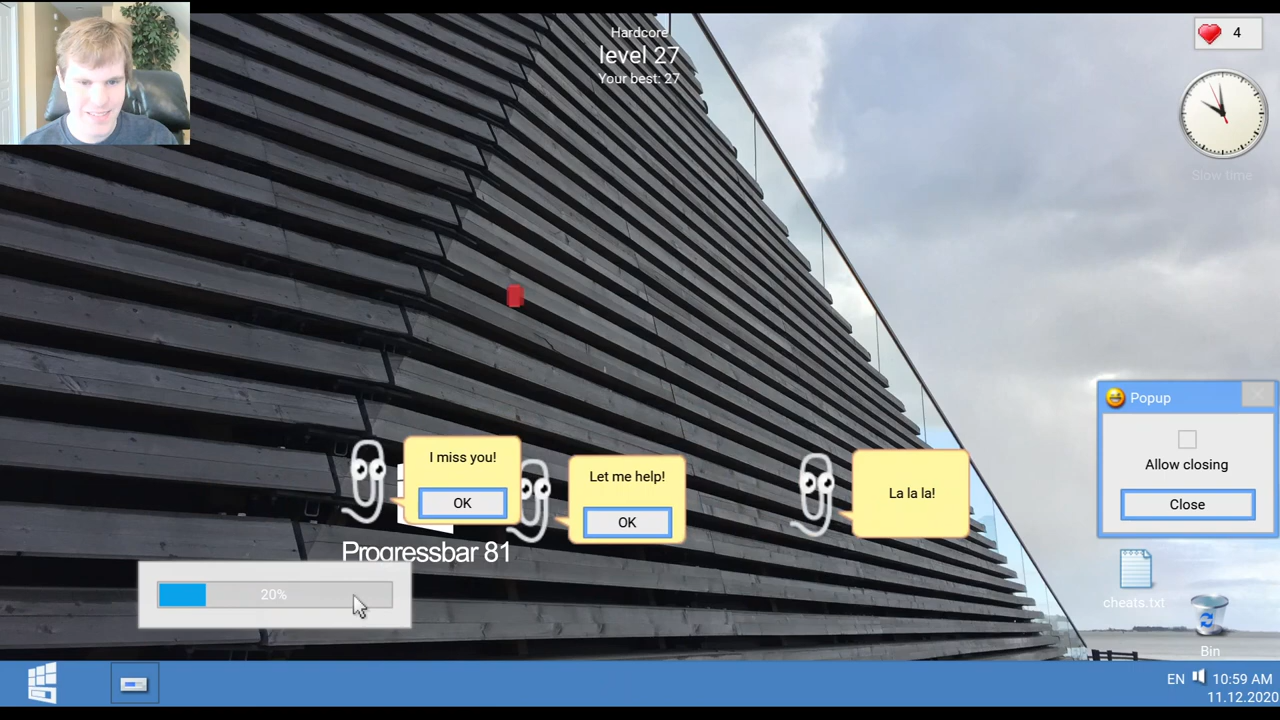 Hardcore
level 27
Your best: 27
4
Slow time
Popup
Allow closing
Close
I miss you!
OK
Let me help!
OK
La la la!
Progressbar 81
20%
cheats.txt
Bin
EN
10:59 AM
11.12.2020